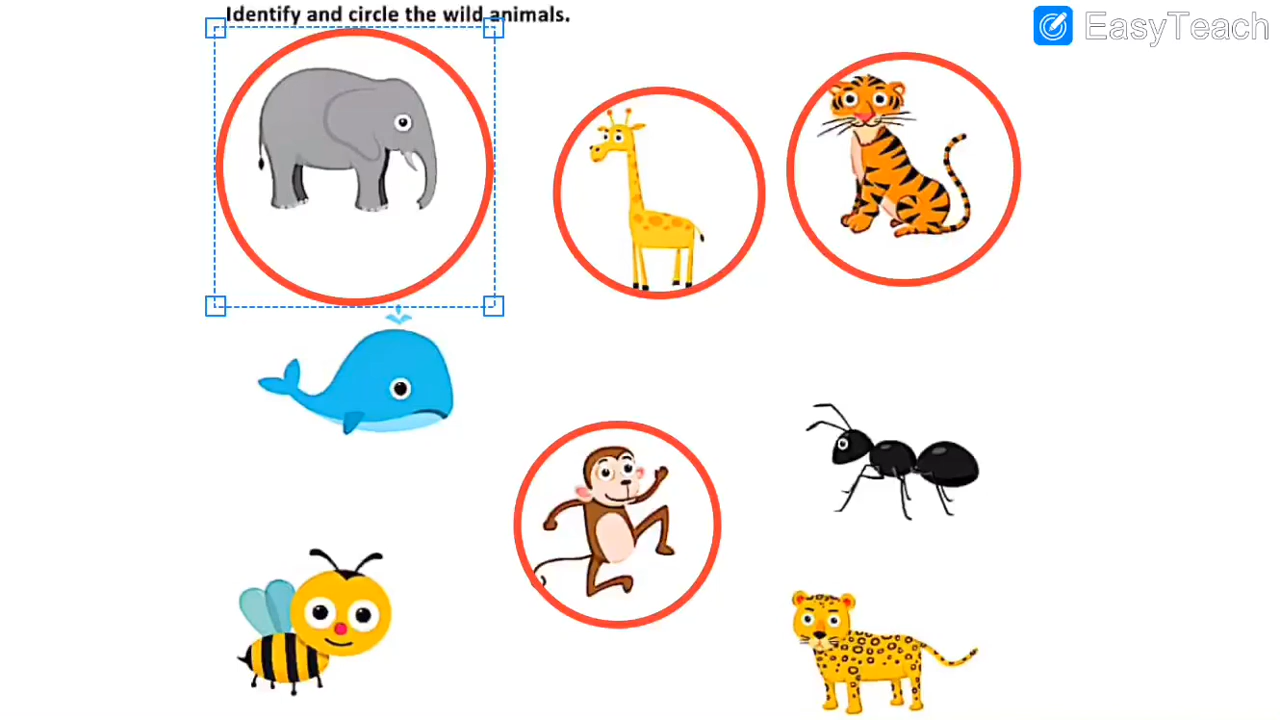 Identify and circle the wild animals.
EasyTeach